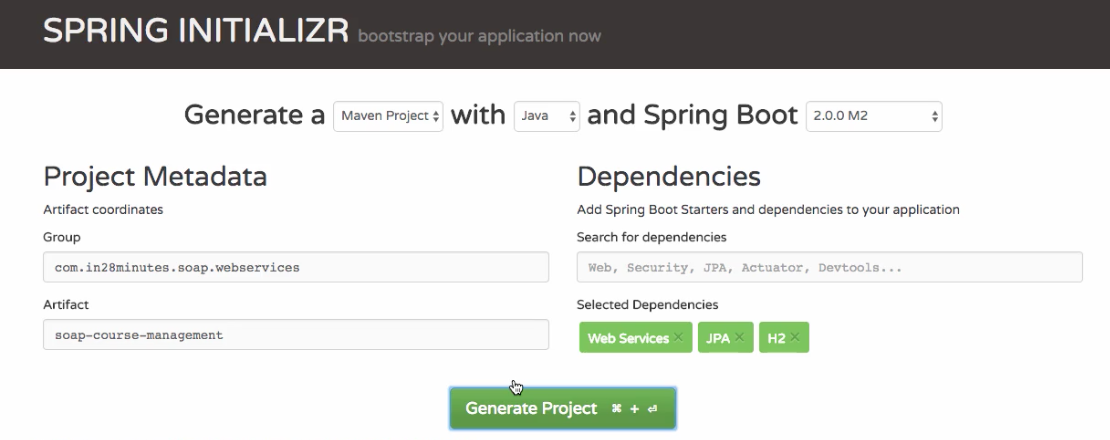 SPRING INITIALIZR bootstrap your application now
Generate a Maven Project with Java and Spring Boot 2.0.0 M2
Project Metadata
Artifact coordinates
Group
com.in28minutes.soap.webservices
Artifact
soap-course-management
Dependencies
Add Spring Boot Starters and dependencies to your application
Search for dependencies
Web, Security, JPA, Actuator, Devtools...
Selected Dependencies
Web Services × JPA × H2 ×
Generate Project ⌘ + ⏎